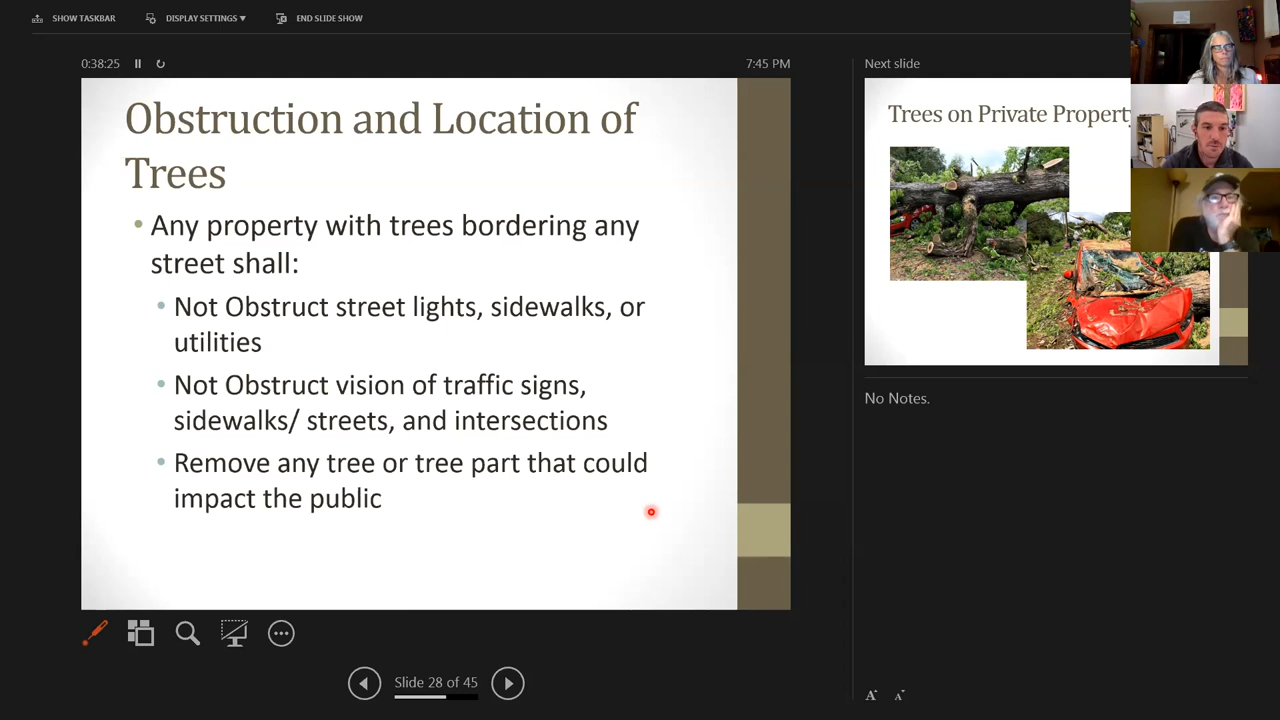 SHOW TASKBAR
DISPLAY SETTINGS ▼
END SLIDE SHOW
0:38:25
7:45 PM
Obstruction and Location of
Trees
• Any property with trees bordering any
street shall:
• Not Obstruct street lights, sidewalks, or
utilities
• Not Obstruct vision of traffic signs,
sidewalks/ streets, and intersections
• Remove any tree or tree part that could
impact the public
Slide 28 of 45
Next slide
Trees on Private Property
No Notes.
A A